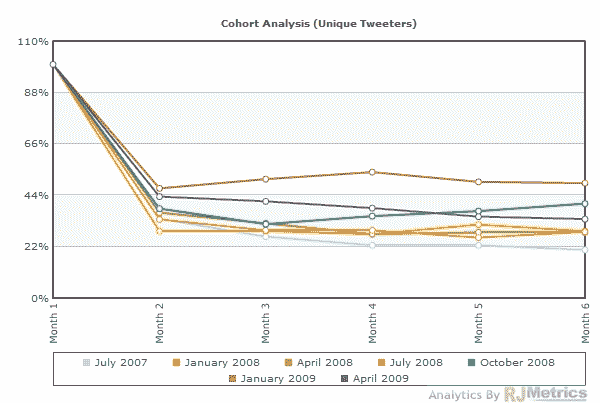 Cohort Analysis (Unique Tweeters)
110%
88%
66%
44%
22%
0%
Month 1
Month 2
Month 3
Month 4
Month 5
Month 6
July 2007 January 2008 April 2008 July 2008 October 2008
January 2009 April 2009
Analytics By RJMetrics